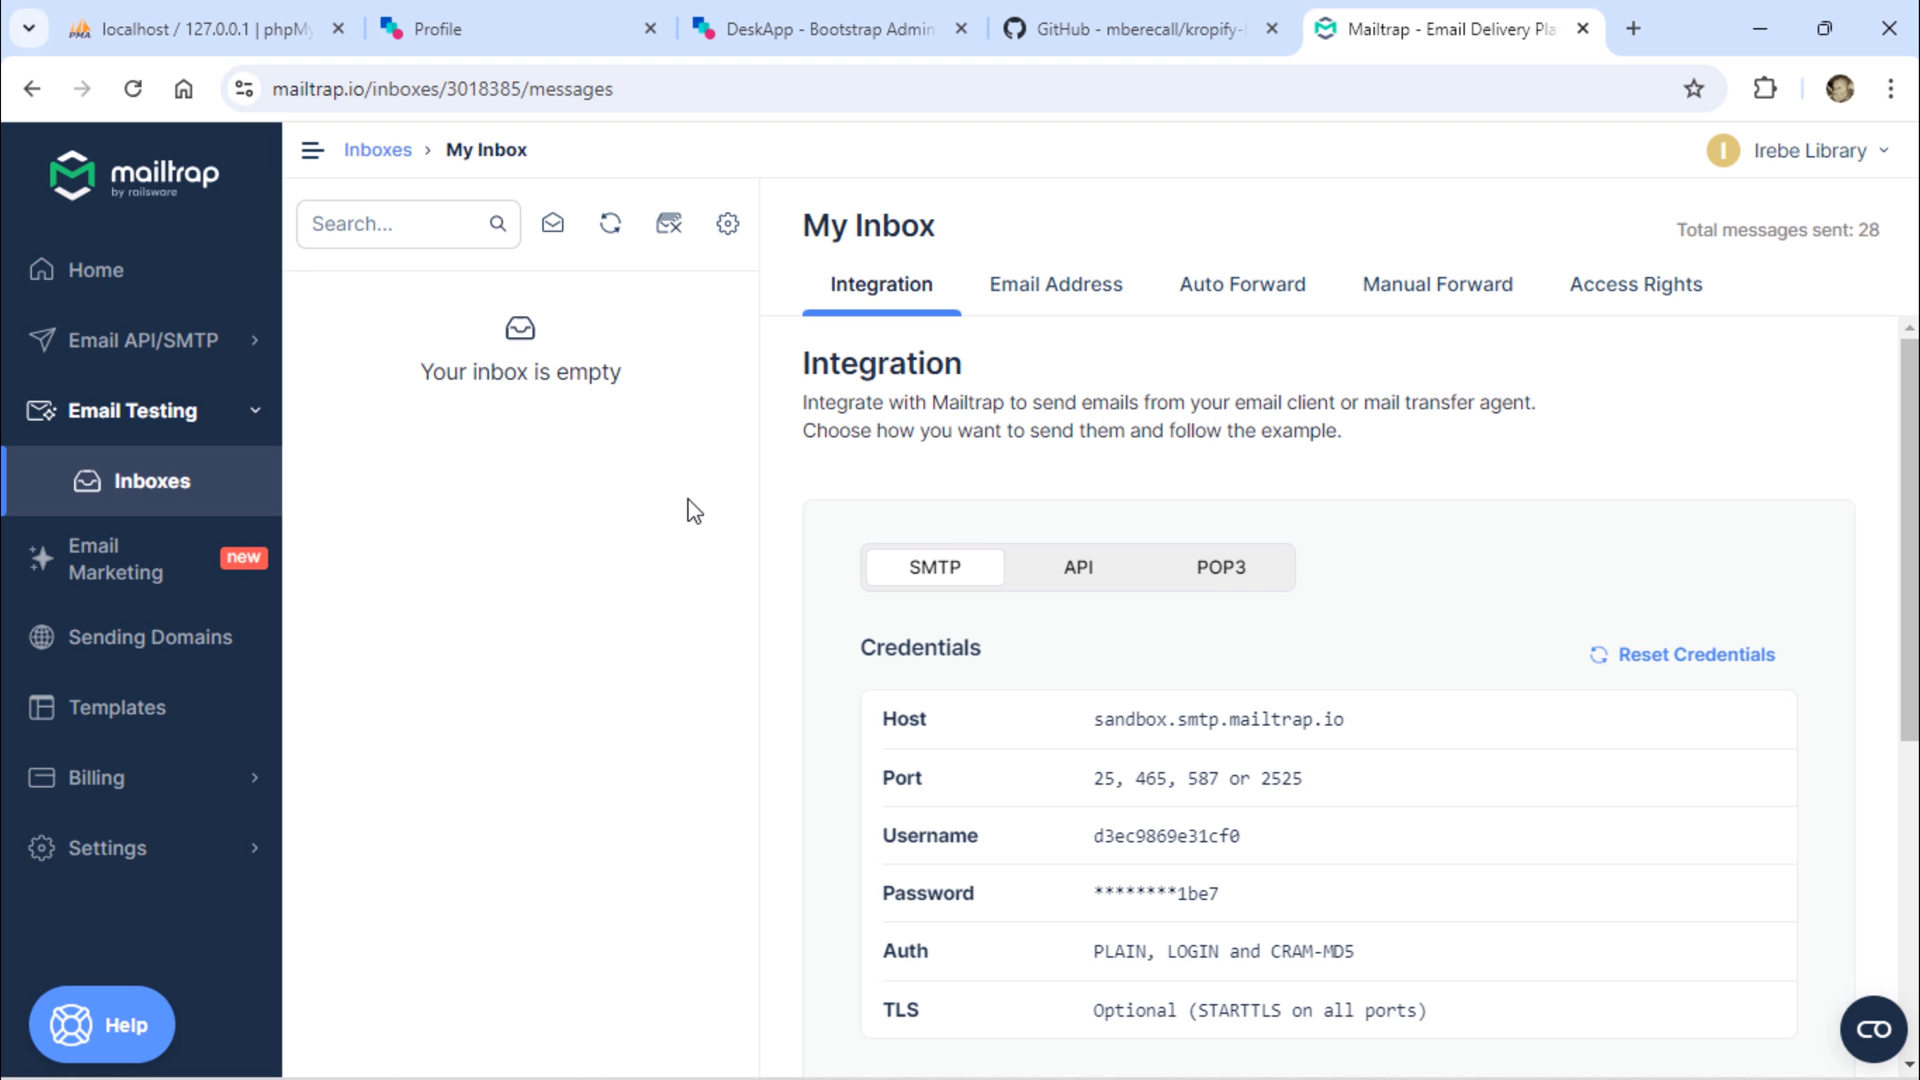 localhost / 127.0.0.1 | phpMy
Profile
DeskApp - Bootstrap Admin
GitHub - mberecall/kropify-
Mailtrap - Email Delivery Pla
mailtrap.io/inboxes/3018385/messages
mailtrap
by railsware
Home
Email API/SMTP
Email Testing
Inboxes
Email
Marketing
new
Sending Domains
Templates
Billing
Settings
Help
Inboxes › My Inbox
I
Irebe Library
Search...
Your inbox is empty
My Inbox
Total messages sent: 28
Integration
Email Address
Auto Forward
Manual Forward
Access Rights
Integration
Integrate with Mailtrap to send emails from your email client or mail transfer agent.
Choose how you want to send them and follow the example.
SMTP
API
POP3
Credentials
Reset Credentials
Host sandbox.smtp.mailtrap.io
Port 25, 465, 587 or 2525
Username d3ec9869e31cf0
Password ********1be7
Auth PLAIN, LOGIN and CRAM-MD5
TLS Optional (STARTTLS on all ports)